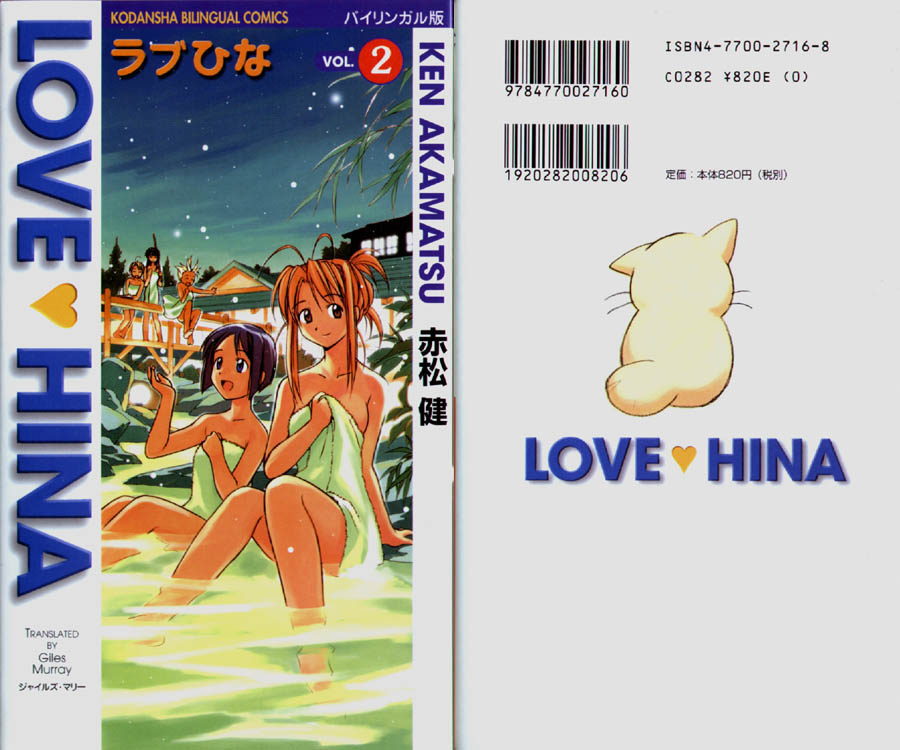 KODANSHA BILINGUAL COMICS
バイリンガル版
ラブひな
VOL. 2
LOVE HINA
KEN AKAMATSU 赤松 健
TRANSLATED
BY
Giles
Murray
ジャイルズ・マリー
ISBN4-7700-2716-8
C0282 ¥820E (0)
9784770027160
1920282008206
定価：本体820円（税別）
LOVE HINA